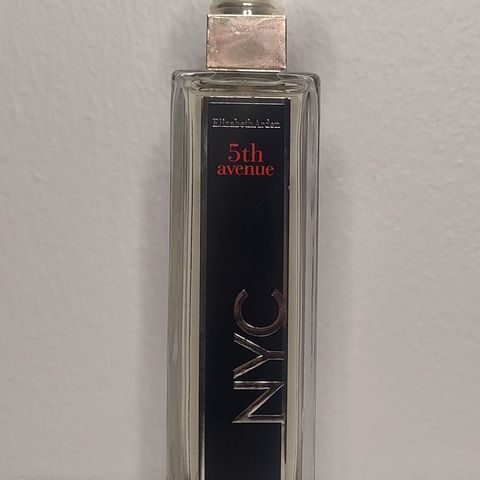 Elizabeth Arden
5th
avenue
NYC